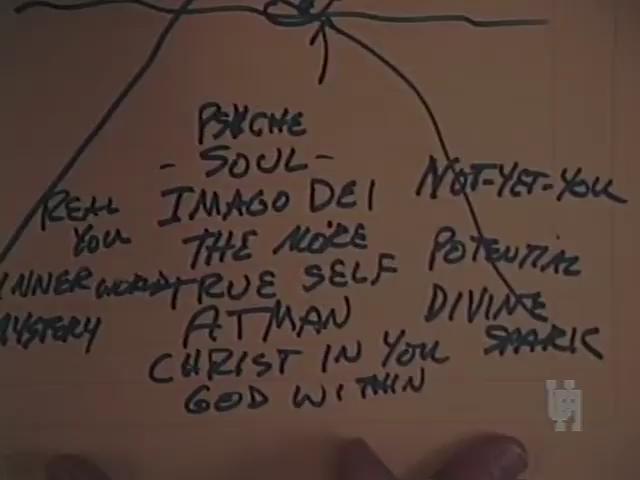 PSYCHE
- SOUL -
IMAGO DEI
THE MORE
TRUE SELF
ATMAN
CHRIST IN YOU
GOD WITHIN
REAL
YOU
INNER WORLD
MYSTERY
NOT-YET-YOU
POTENTIAL
DIVINE
SPARK
UH